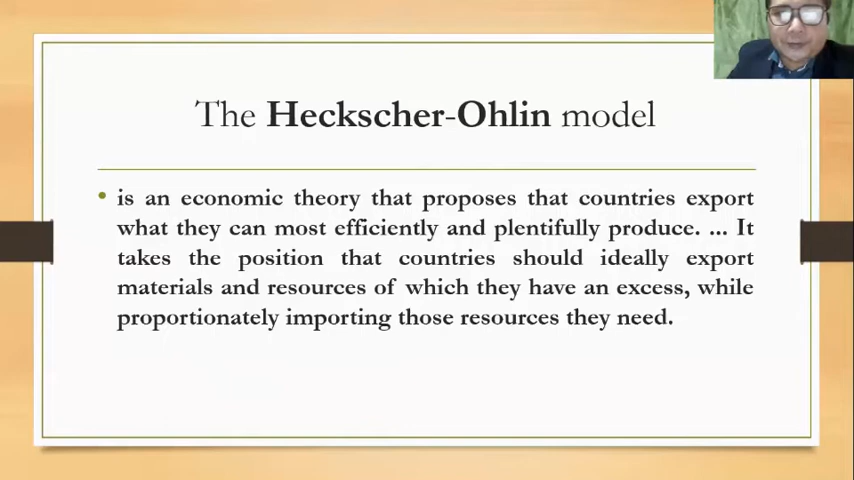 The Heckscher-Ohlin model
• is an economic theory that proposes that countries export
what they can most efficiently and plentifully produce. ... It
takes the position that countries should ideally export
materials and resources of which they have an excess, while
proportionately importing those resources they need.